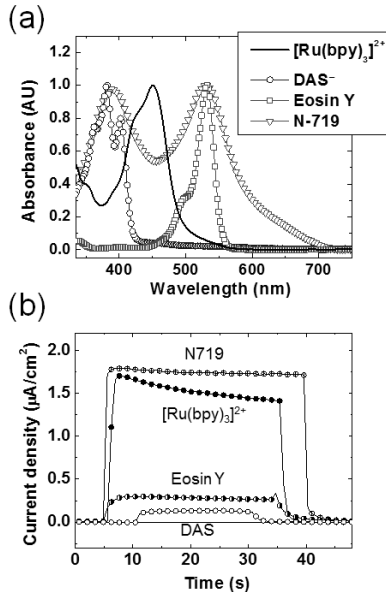 (a)
[Ru(bpy)3]2+
DAS−
Eosin Y
N-719
Absorbance (AU)
1.0
0.8
0.6
0.4
0.2
0.0
400 500 600 700
Wavelength (nm)
(b)
Current density (μA/cm2)
2.0
1.5
1.0
0.5
0.0
N719
[Ru(bpy)3]2+
Eosin Y
DAS
0 10 20 30 40
Time (s)